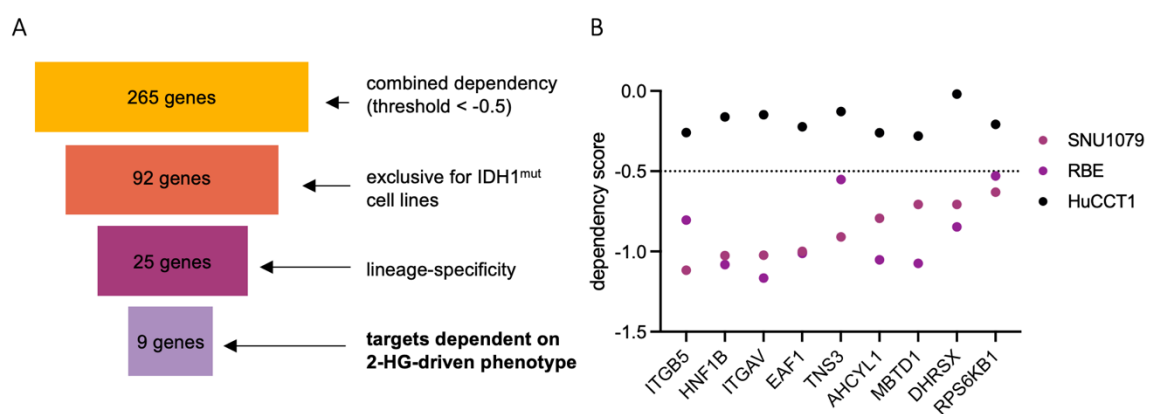 A
265 genes
combined dependency
(threshold < -0.5)
92 genes
exclusive for IDH1ᵐᵘᵗ
cell lines
25 genes
lineage-specificity
9 genes
targets dependent on
2-HG-driven phenotype
B
dependency score
0.0
-0.5
-1.0
-1.5
ITGB5
HNF1B
ITGAV
EAF1
TNS3
AHCYL1
MBTD1
DHRSX
RPS6KB1
SNU1079
RBE
HuCCT1